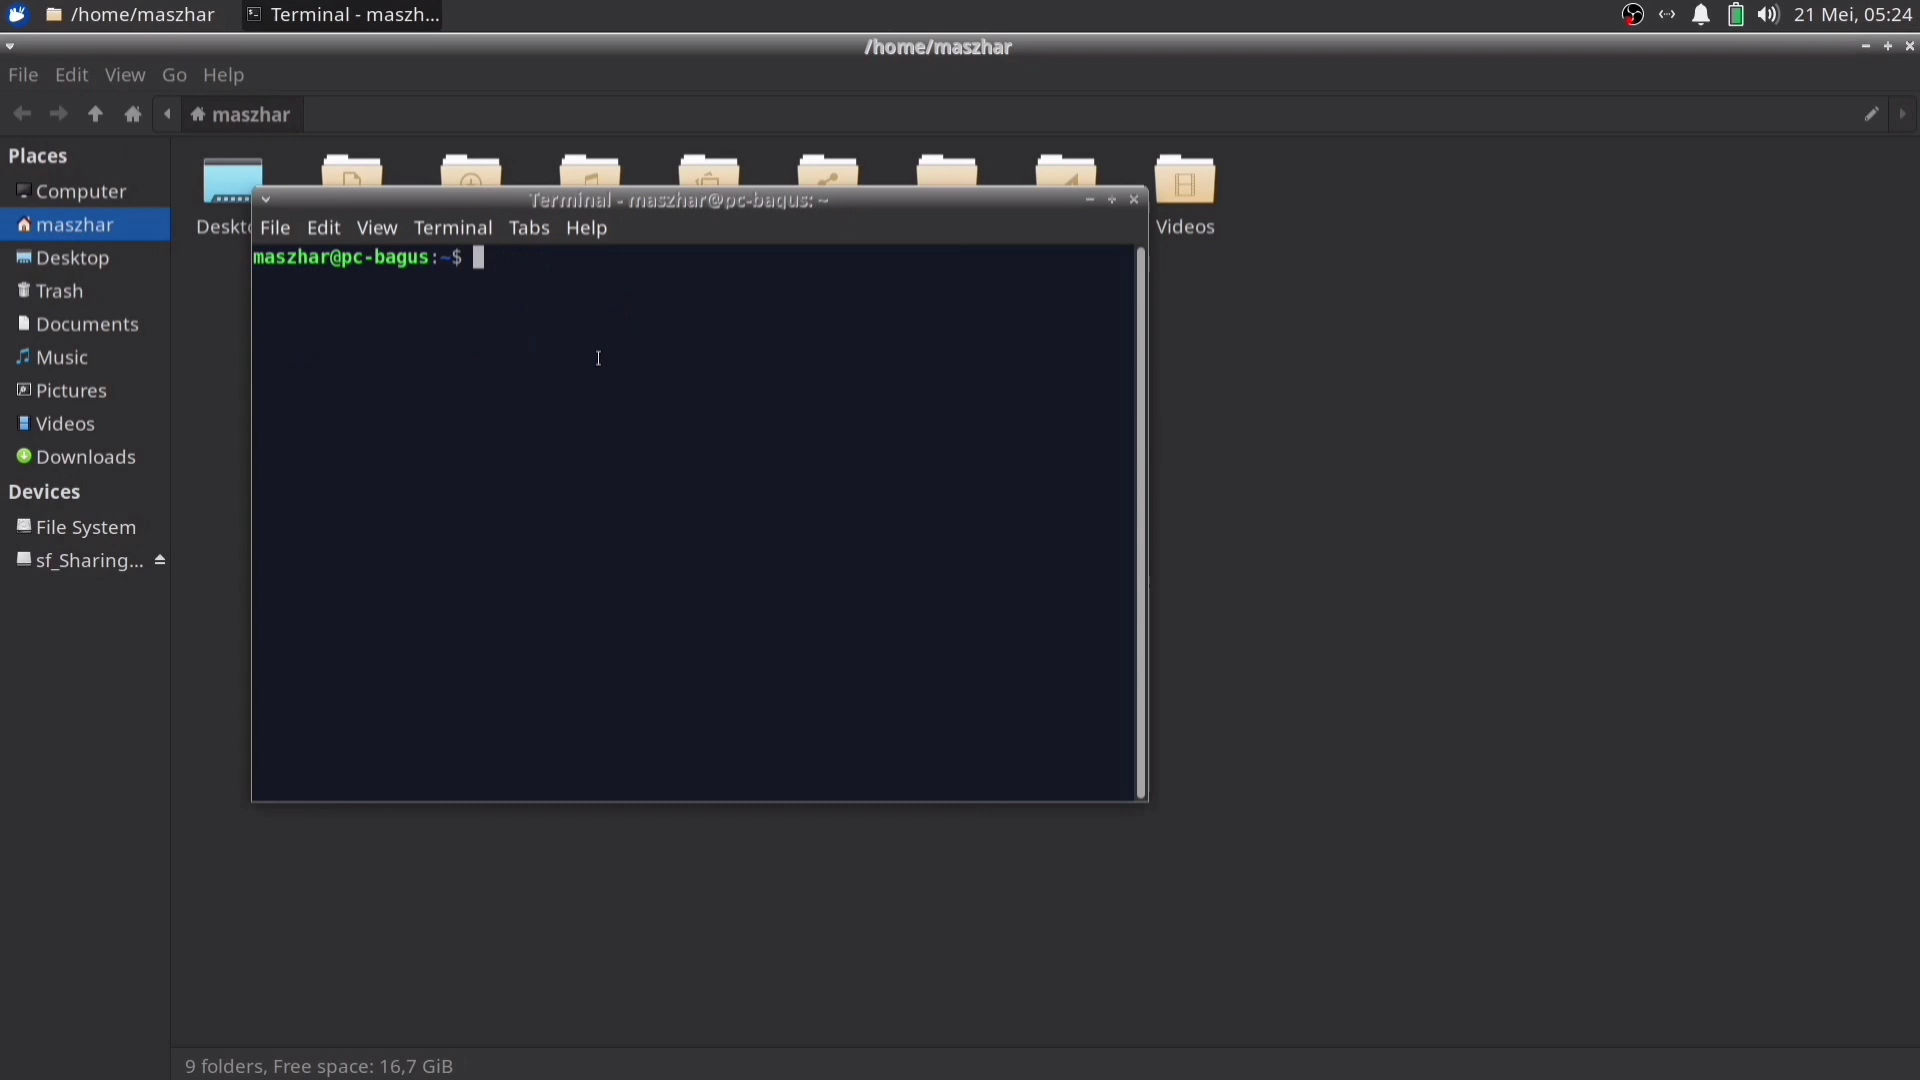 /home/maszhar
Terminal - maszh...
21 Mei, 05:24
/home/maszhar
File Edit View Go Help
maszhar
Places
Computer
maszhar
Desktop
Trash
Documents
Music
Pictures
Videos
Downloads
Devices
File System
sf_Sharing...
Deskto
Videos
Terminal - maszhar@pc-bagus: ~
File Edit View Terminal Tabs Help
maszhar@pc-bagus:~$
9 folders, Free space: 16,7 GiB